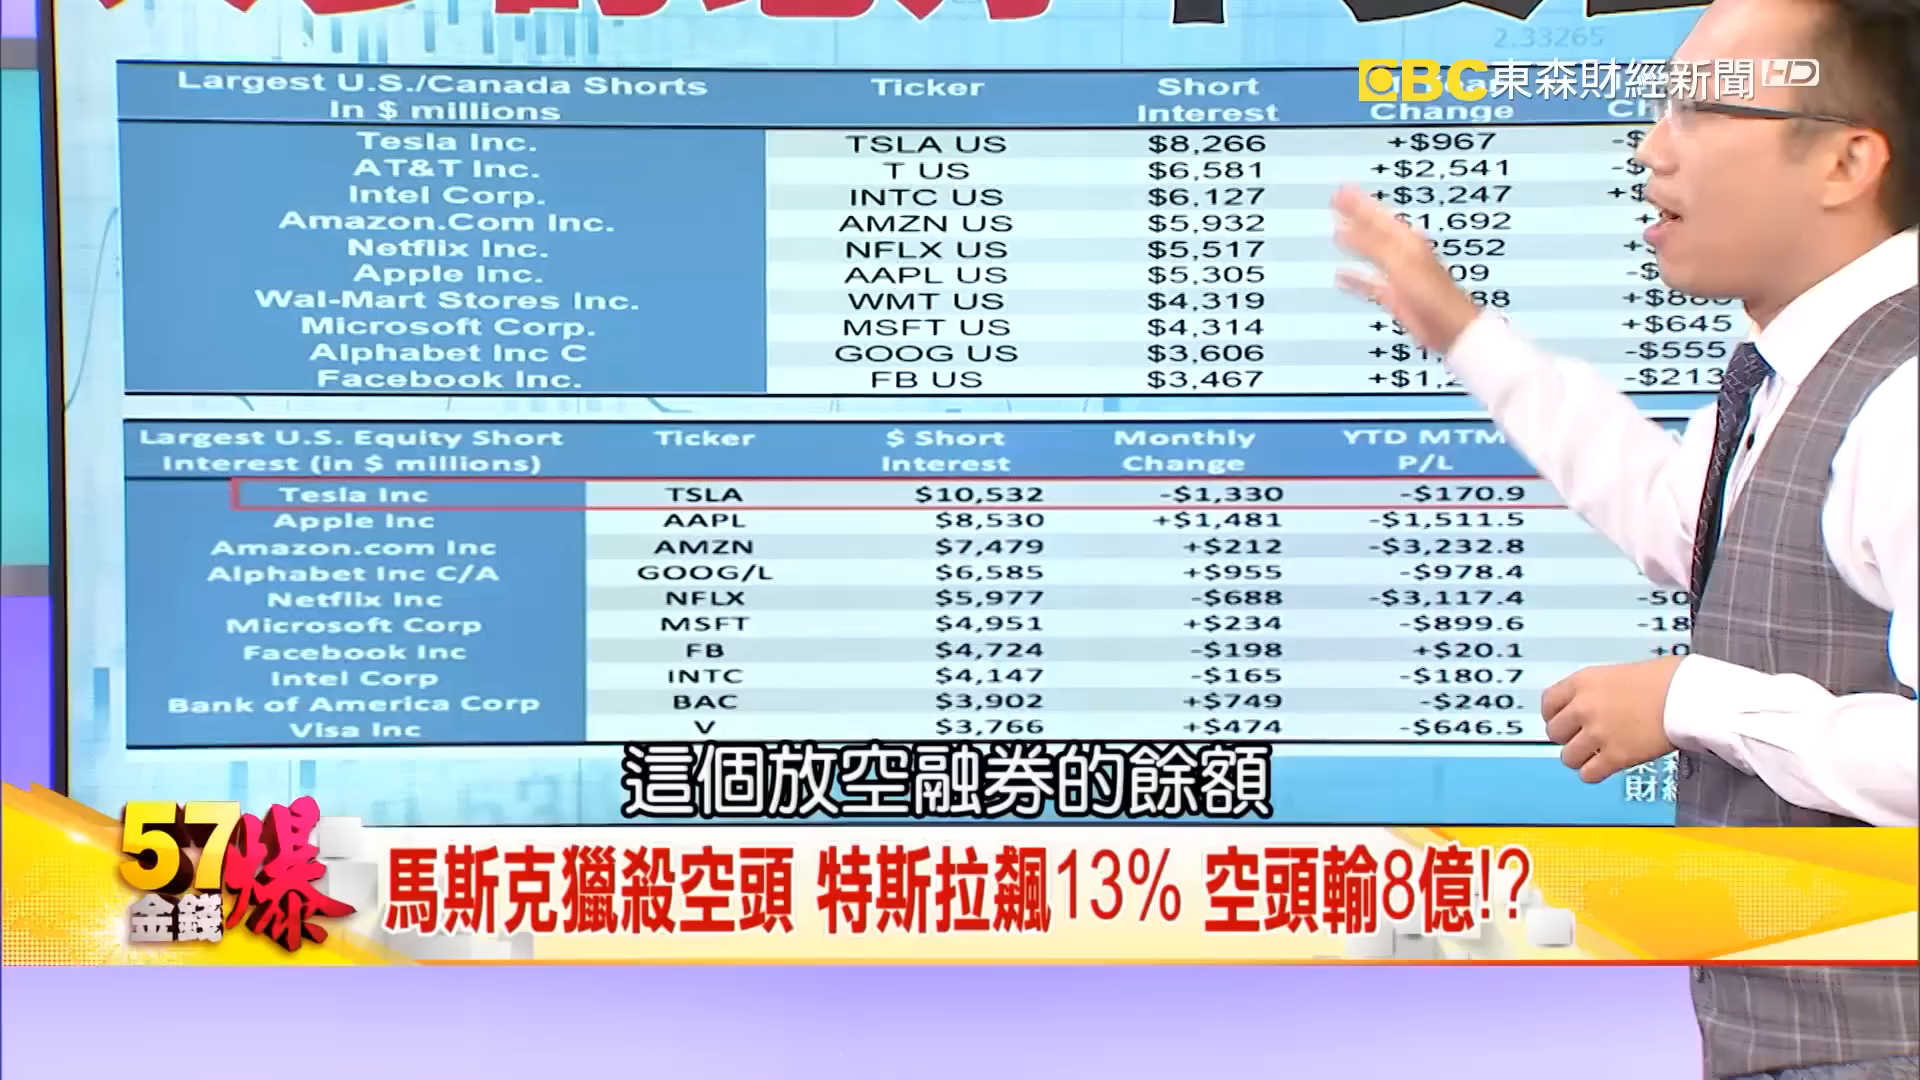 2.33265
EBC 東森財經新聞 HD
Largest U.S./Canada Shorts In $ millions Ticker Short Interest Change
Tesla Inc. TSLA US $8,266 +$967
AT&T Inc. T US $6,581 +$2,541
Intel Corp. INTC US $6,127 +$3,247
Amazon.Com Inc. AMZN US $5,932 $1,692
Netflix Inc. NFLX US $5,517
Apple Inc. AAPL US $5,305
Wal-Mart Stores Inc. WMT US $4,319
Microsoft Corp. MSFT US $4,314 +$645
Alphabet Inc C GOOG US $3,606 -$555
Facebook Inc. FB US $3,467 -$213
Largest U.S. Equity Short Interest (in $ millions) Ticker $ Short Interest Monthly Change YTD MTM P/L
Tesla Inc TSLA $10,532 -$1,330 -$170.9
Apple Inc AAPL $8,530 +$1,481 -$1,511.5
Amazon.com Inc AMZN $7,479 +$212 -$3,232.8
Alphabet Inc C/A GOOG/L $6,585 +$955 -$978.4
Netflix Inc NFLX $5,977 -$688 -$3,117.4
Microsoft Corp MSFT $4,951 +$234 -$899.6
Facebook Inc FB $4,724 -$198 +$20.1
Intel Corp INTC $4,147 -$165 -$180.7
Bank of America Corp BAC $3,902 +$749 -$240.
Visa Inc V $3,766 +$474 -$646.5
這個放空融券的餘額
57爆
金錢
馬斯克獵殺空頭 特斯拉飆13% 空頭輸8億!?